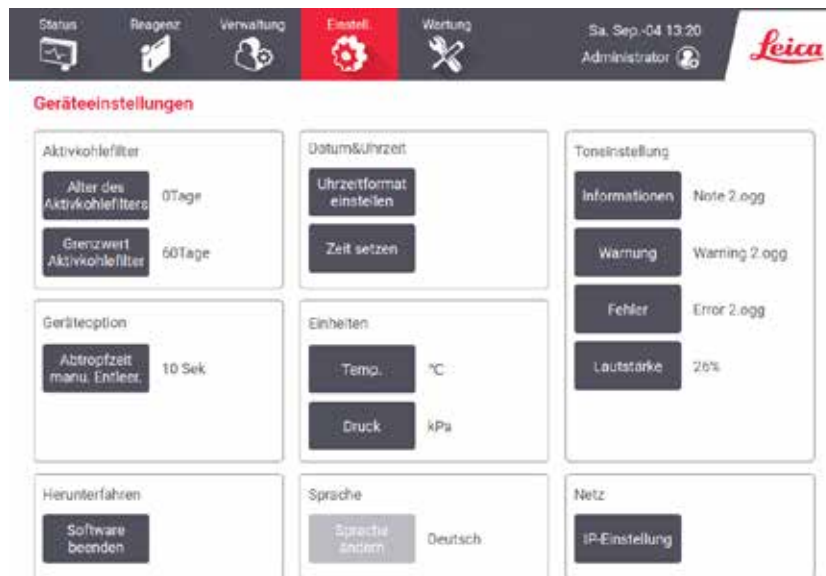 Status
Reagenz
Verwaltung
Einstell.
Wartung
Sa. Sep.-04 13:20
Administrator
Leica
Geräteeinstellungen
Aktivkohlefilter
Alter des
Aktivkohlefilters
0Tage
Grenzwert
Aktivkohlefilter
60Tage
Datum&Uhrzeit
Uhrzeitformat
einstellen
Zeit setzen
Toneinstellung
Informationen
Note 2.ogg
Warnung
Warning 2.ogg
Fehler
Error 2.ogg
Lautstärke
26%
Geräteoption
Abtropfzeit
manu. Entleer.
10 Sek
Einheiten
Temp.
°C
Druck
kPa
Herunterfahren
Software
beenden
Sprache
Sprache
ändern
Deutsch
Netz
IP-Einstellung